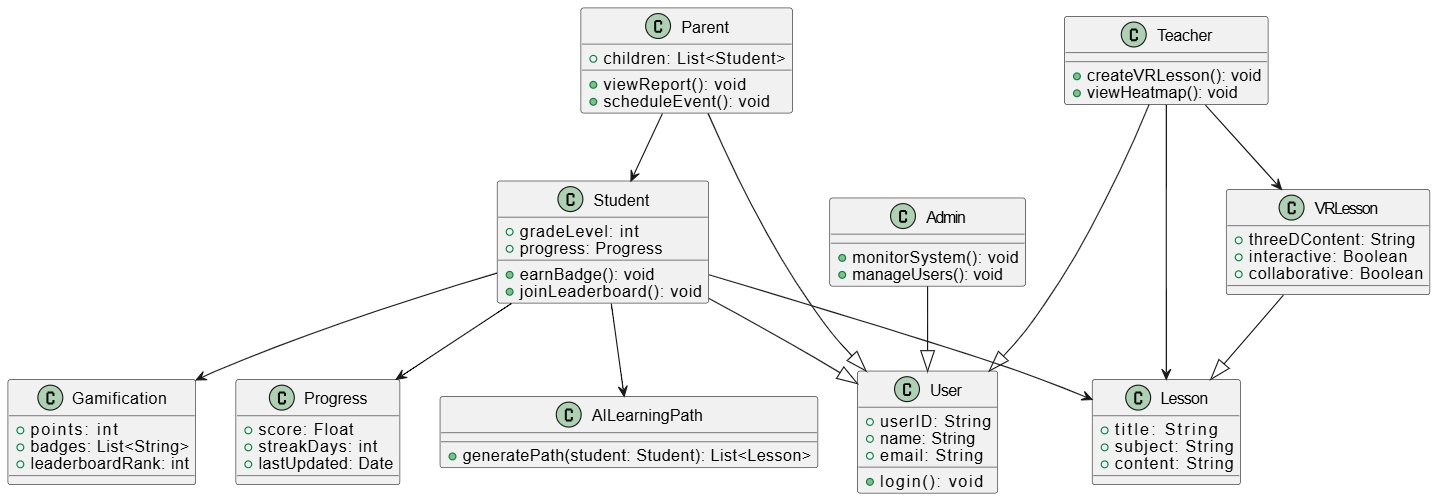 C Parent
children: List<Student>
viewReport(): void
scheduleEvent(): void
C Teacher
createVRLesson(): void
viewHeatmap(): void
C Student
gradeLevel: int
progress: Progress
earnBadge(): void
joinLeaderboard(): void
C Admin
monitorSystem(): void
manageUsers(): void
C VRLesson
threeDContent: String
interactive: Boolean
collaborative: Boolean
C Gamification
points: int
badges: List<String>
leaderboardRank: int
C Progress
score: Float
streakDays: int
lastUpdated: Date
C AILearningPath
generatePath(student: Student): List<Lesson>
C User
userID: String
name: String
email: String
login(): void
C Lesson
title: String
subject: String
content: String